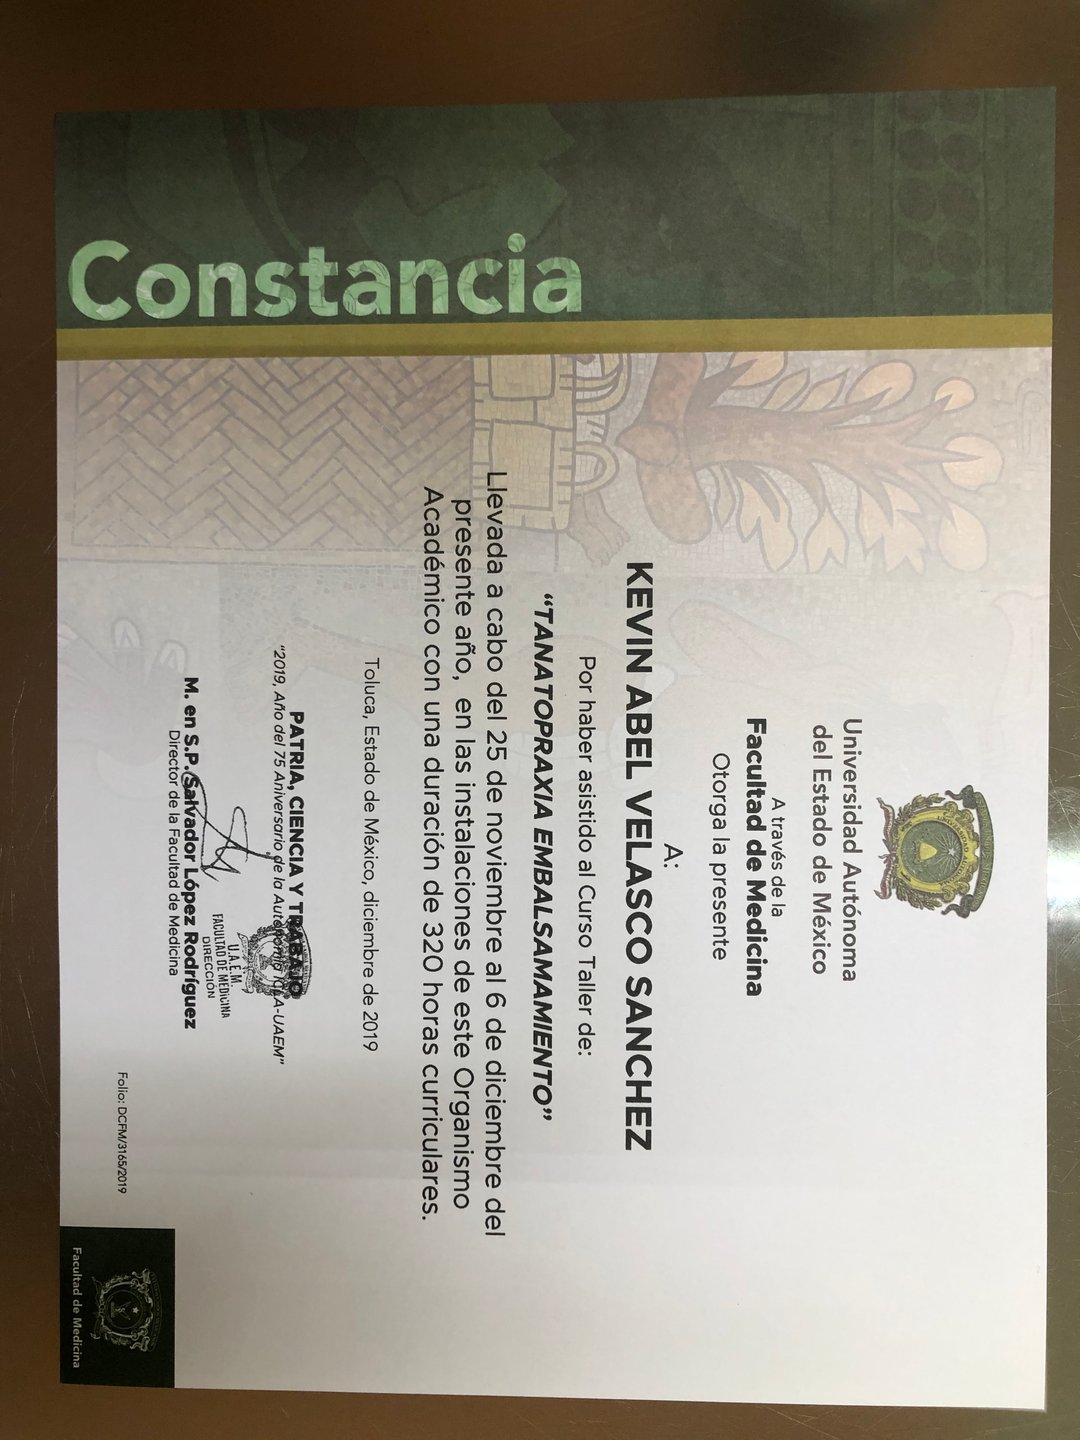 Constancia
Universidad Autónoma
del Estado de México
A través de la
Facultad de Medicina
Otorga la presente
A:
KEVIN ABEL VELASCO SANCHEZ
Por haber asistido al Curso Taller de:
“TANATOPRAXIA EMBALSAMAMIENTO”
Llevada a cabo del 25 de noviembre al 6 de diciembre del
presente año, en las instalaciones de este Organismo
Académico con una duración de 320 horas curriculares.
Toluca, Estado de México, diciembre de 2019
PATRIA, CIENCIA Y TRABAJO
“2019, Año del 75 Aniversario de la Autonomía ICLA-UAEM”
U.A.E.M.
FACULTAD DE MEDICINA
DIRECCIÓN
M. en S.P. Salvador López Rodríguez
Director de la Facultad de Medicina
Folio: DCFM/3165/2019
Facultad de Medicina